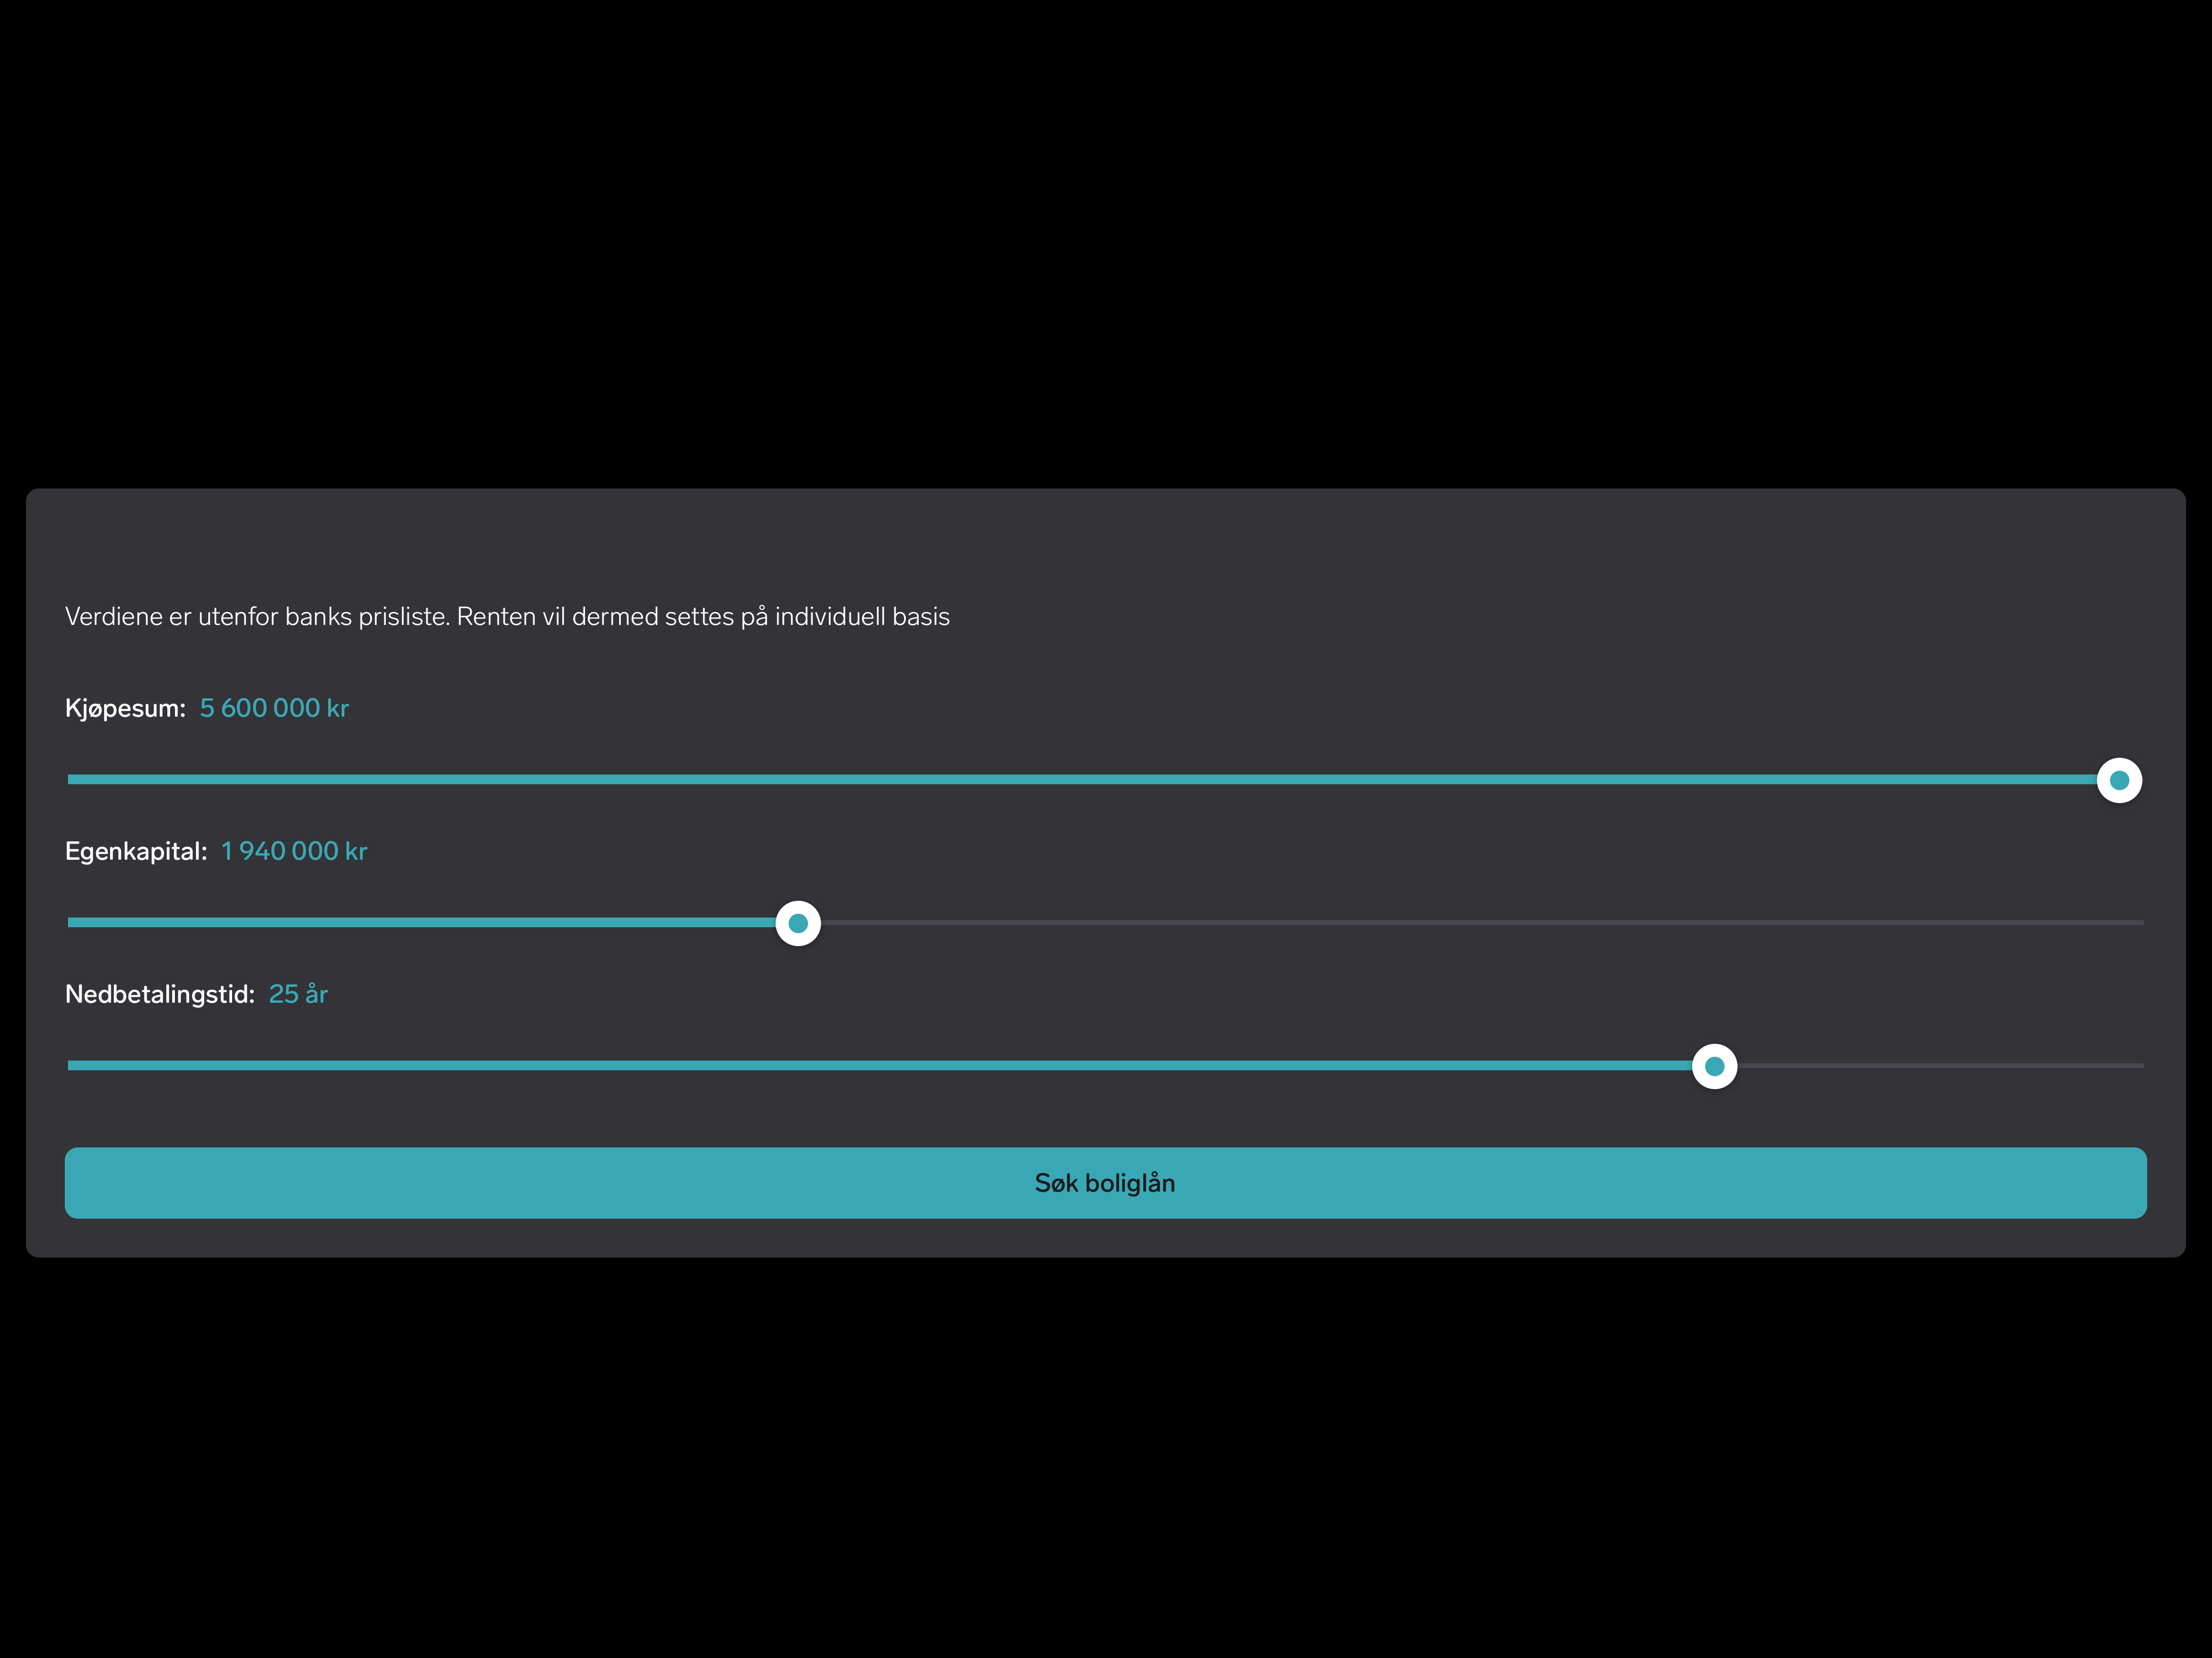 Verdiene er utenfor banks prisliste. Renten vil dermed settes på individuell basis
Kjøpesum: 5 600 000 kr
Egenkapital: 1 940 000 kr
Nedbetalingstid: 25 år
Søk boliglån